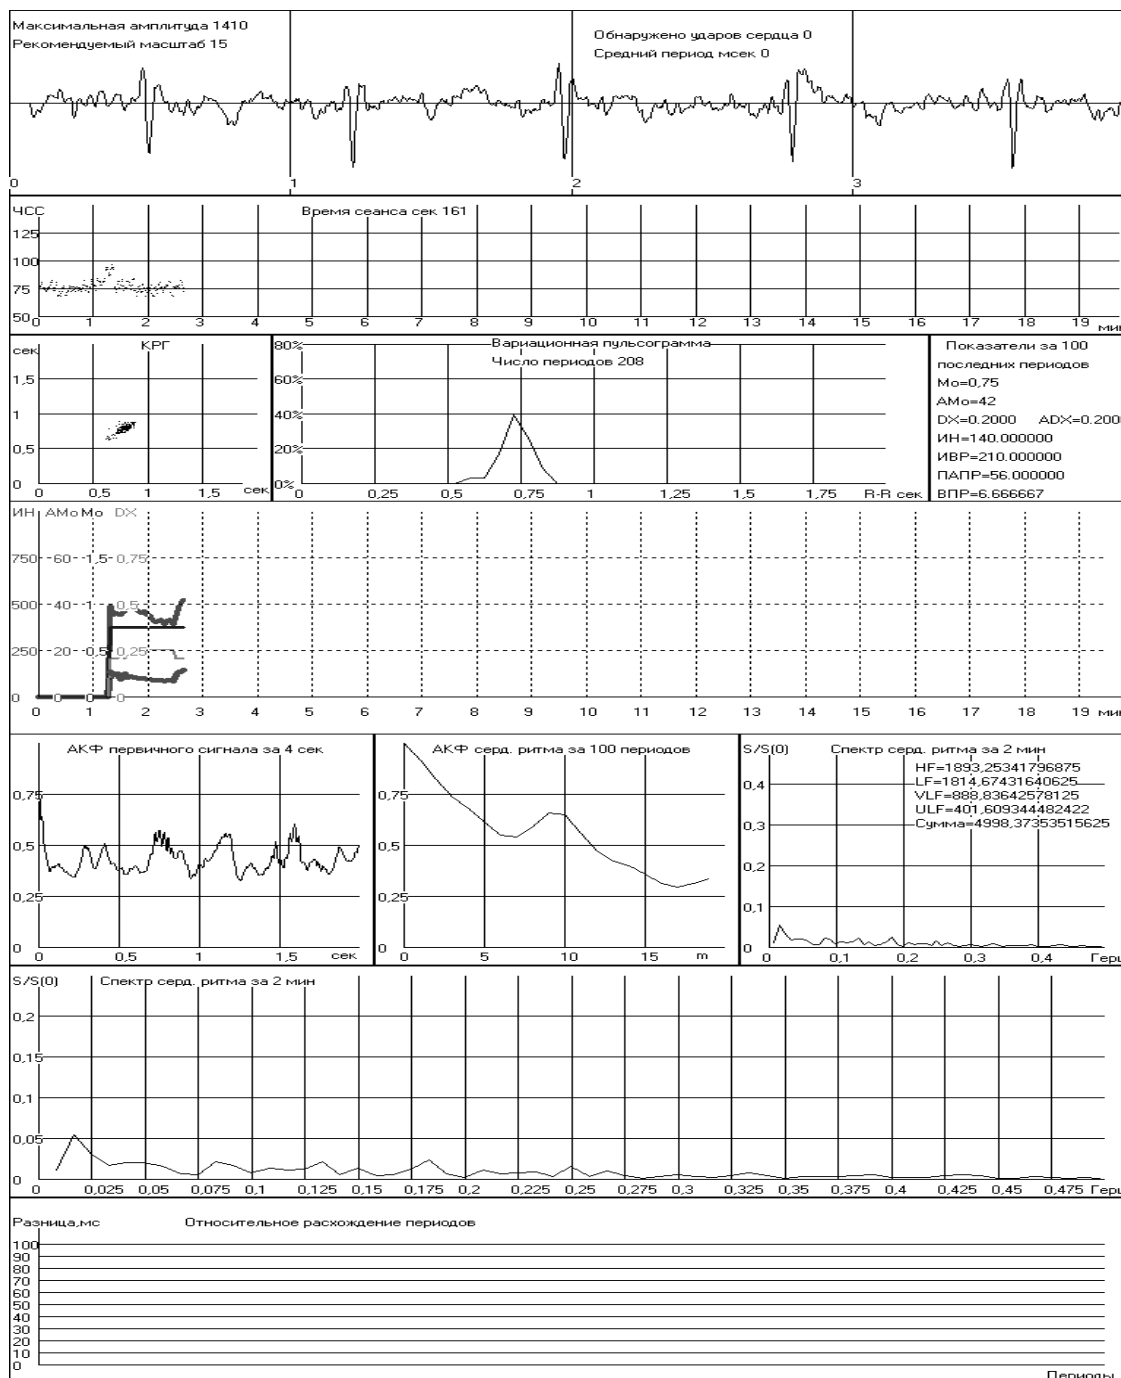 Максимальная амплитуда 1410
Рекомендуемый масштаб 15
Обнаружено ударов сердца 0
Средний период мсек 0
0 1 2 3
ЧСС Время сеанса сек 161
125
100
75
50
0 1 2 3 4 5 6 7 8 9 10 11 12 13 14 15 16 17 18 19 мин
сек КРГ
1,5
1
0,5
0
0 0,5 1 1,5 сек
Вариационная пульсограмма
Число периодов 208
80%
60%
40%
20%
0%
0 0,25 0,5 0,75 1 1,25 1,5 1,75 R-R сек
Показатели за 100
последних периодов
Mo=0,75
AMo=42
DX=0.2000 ADX=0.200
ИН=140.000000
ИВР=210.000000
ПАПР=56.000000
ВПР=6.666667
ИН AMo Mo DX
750 60 1,5 0,75
500 40 1 0,5
250 20 0,5 0,25
0 0 0 0
0 1 2 3 4 5 6 7 8 9 10 11 12 13 14 15 16 17 18 19 мин
АКФ первичного сигнала за 4 сек
0,75
0,5
0,25
0
0 0,5 1 1,5 сек
АКФ серд. ритма за 100 периодов
0,75
0,5
0,25
0
0 5 10 15 m
S/S(0) Спектр серд. ритма за 2 мин
HF=1893,25341796875
LF=1814,67431640625
VLF=888,83642578125
ULF=401,609344482422
Сумма=4998,37353515625
0,4
0,3
0,2
0,1
0
0 0,1 0,2 0,3 0,4 Герц
S/S(0) Спектр серд. ритма за 2 мин
0,2
0,15
0,1
0,05
0
0 0,025 0,05 0,075 0,1 0,125 0,15 0,175 0,2 0,225 0,25 0,275 0,3 0,325 0,35 0,375 0,4 0,425 0,45 0,475 Герц
Разница,мс Относительное расхождение периодов
100
90
80
70
60
50
40
30
20
10
0
Периоды